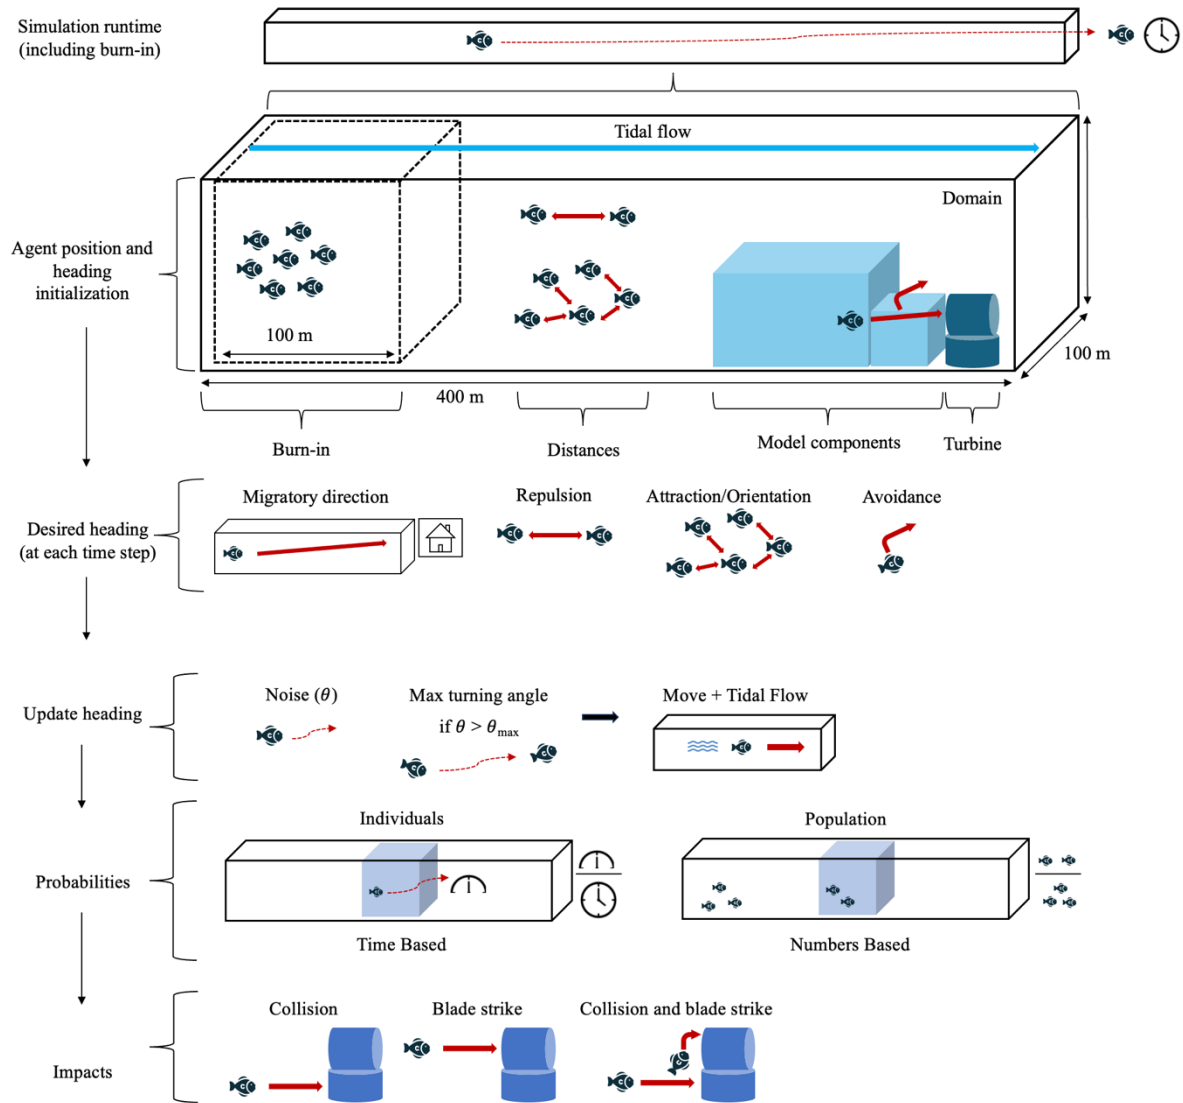 Simulation runtime
(including burn-in)
Tidal flow
Domain
Agent position and
heading
initialization
100 m
100 m
400 m
Burn-in
Distances
Model components
Turbine
Desired heading
(at each time step)
Migratory direction
Repulsion
Attraction/Orientation
Avoidance
Update heading
Noise (θ)
Max turning angle
if θ > θmax
Move + Tidal Flow
Probabilities
Individuals
Population
Time Based
Numbers Based
Impacts
Collision
Blade strike
Collision and blade strike